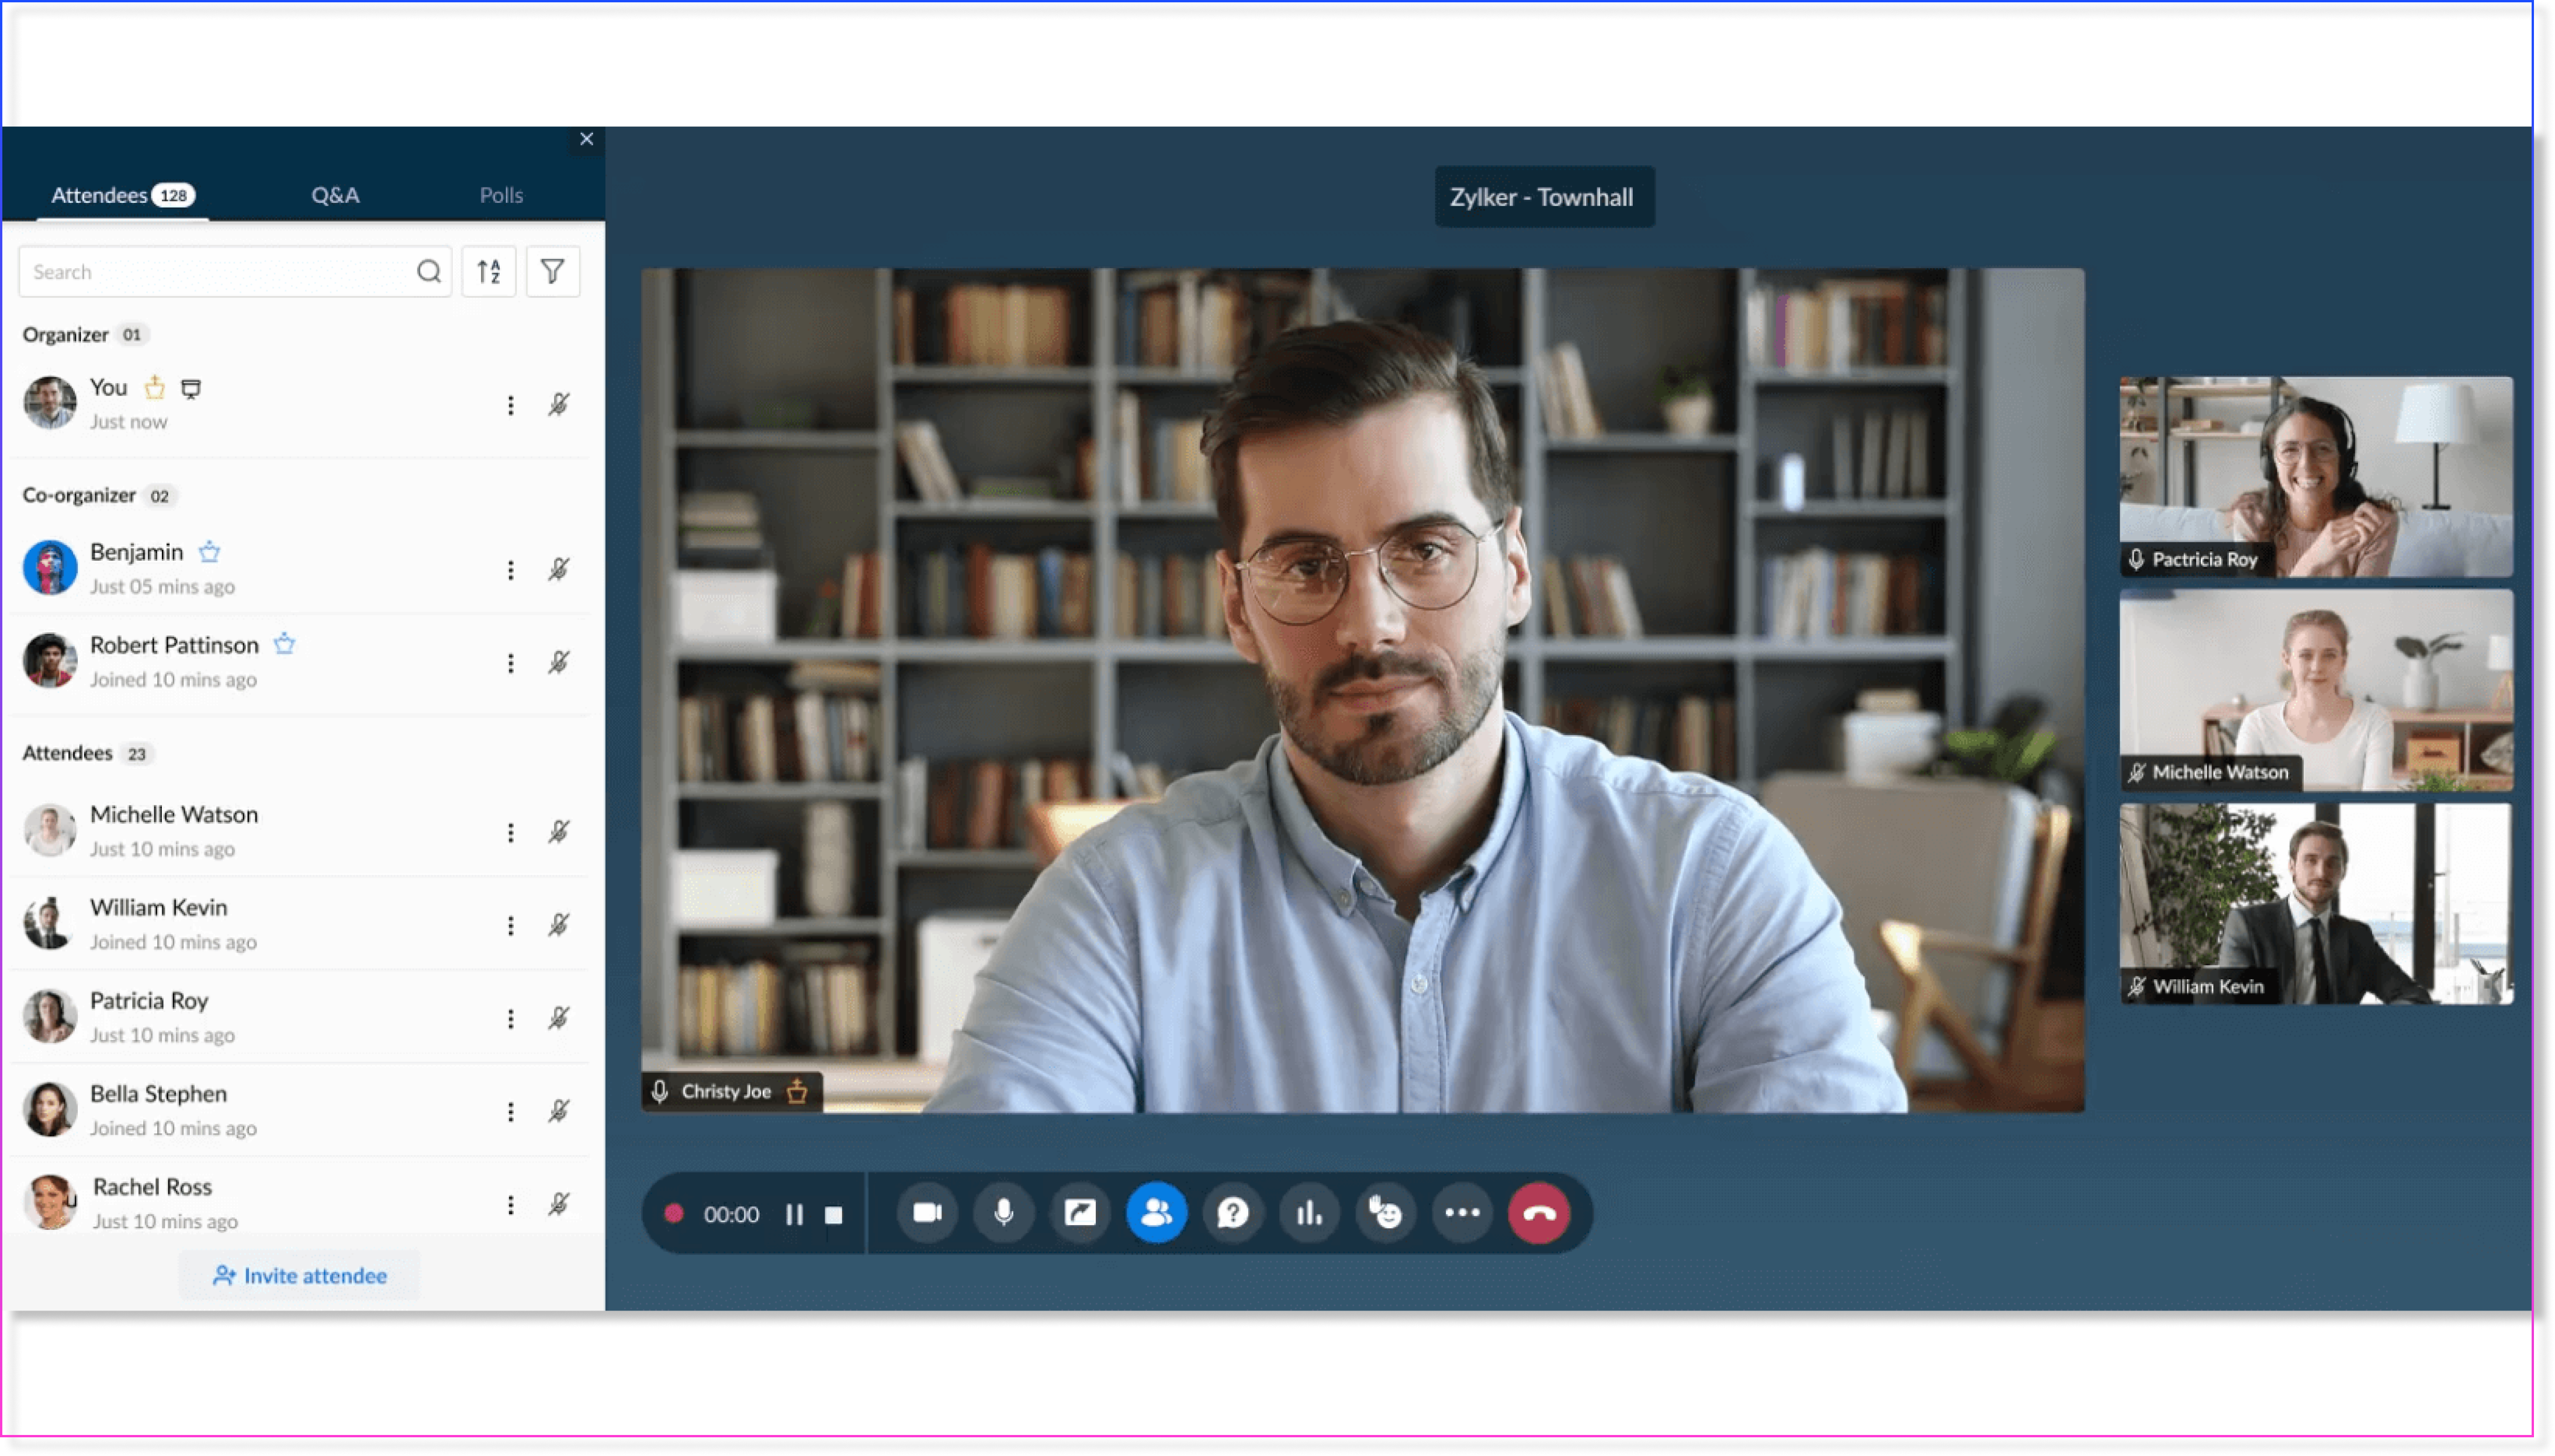 Attendees 128
Q&A
Polls
Search
A
Z
Organizer 01
You
Just now
Co-organizer 02
Benjamin
Just 05 mins ago
Robert Pattinson
Joined 10 mins ago
Attendees 23
Michelle Watson
Just 10 mins ago
William Kevin
Joined 10 mins ago
Patricia Roy
Just 10 mins ago
Bella Stephen
Joined 10 mins ago
Rachel Ross
Just 10 mins ago
Invite attendee
Zylker - Townhall
Christy Joe
Pactricia Roy
Michelle Watson
William Kevin
00:00